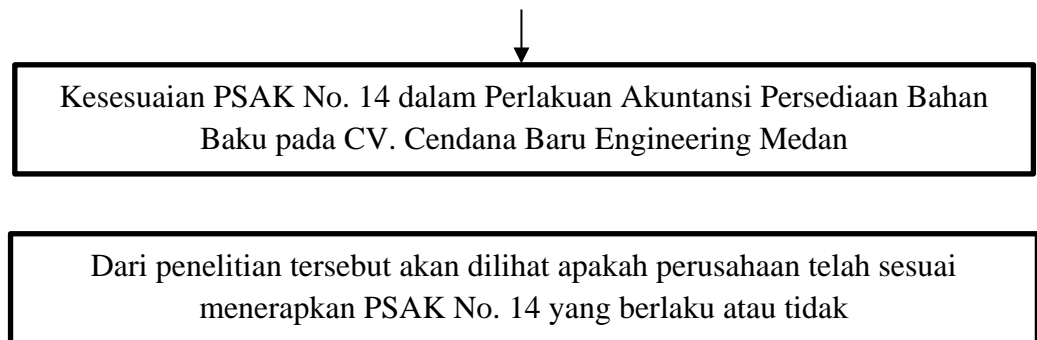 Kesesuaian PSAK No. 14 dalam Perlakuan Akuntansi Persediaan Bahan
Baku pada CV. Cendana Baru Engineering Medan
Dari penelitian tersebut akan dilihat apakah perusahaan telah sesuai
menerapkan PSAK No. 14 yang berlaku atau tidak